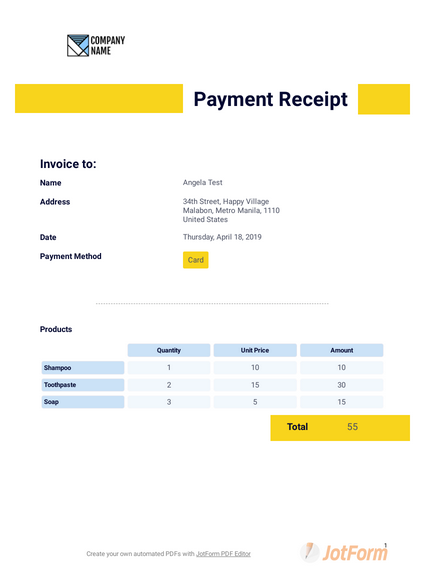 COMPANY
NAME
Payment Receipt
Invoice to:
Name Angela Test
Address 34th Street, Happy Village
Malabon, Metro Manila, 1110
United States
Date Thursday, April 18, 2019
Payment Method Card
Products
Quantity Unit Price Amount
Shampoo 1 10 10
Toothpaste 2 15 30
Soap 3 5 15
Total 55
1
Create your own automated PDFs with JotForm PDF Editor
JotForm